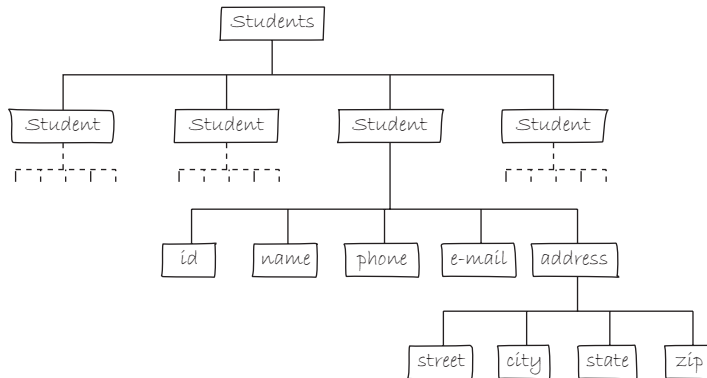 Students
Student Student Student Student
id name phone e-mail address
street city state zip